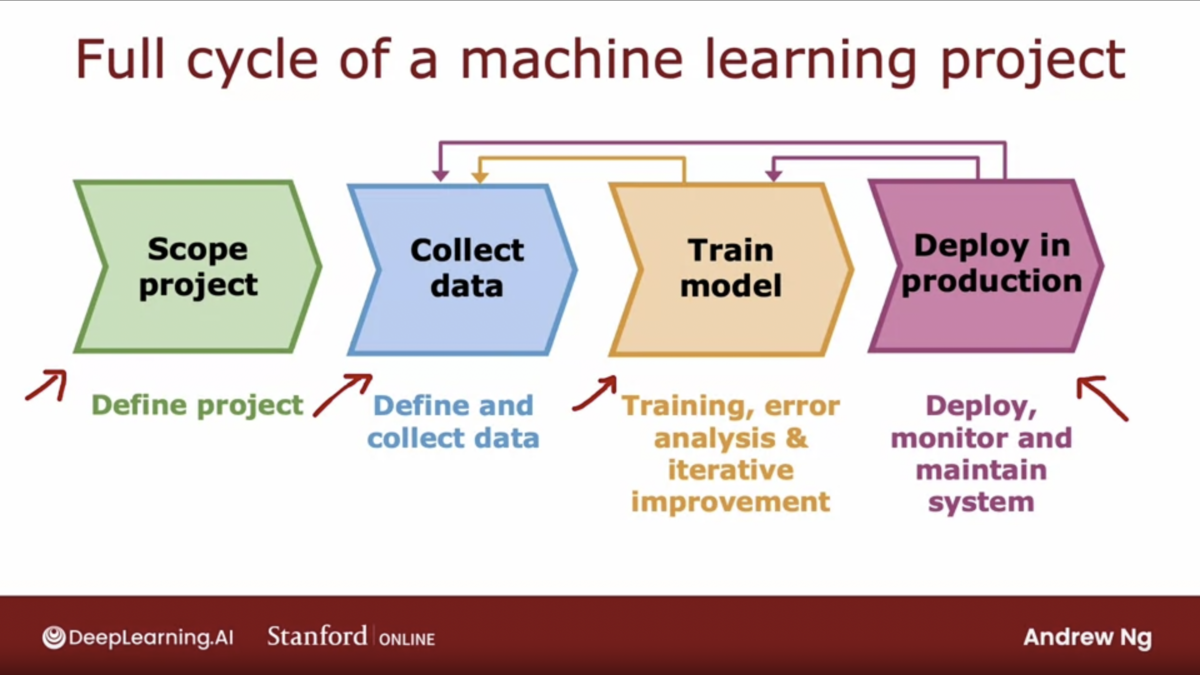 Full cycle of a machine learning project
Scope
project
Collect
data
Train
model
Deploy in
production
Define project
Define and
collect data
Training, error
analysis &
iterative
improvement
Deploy,
monitor and
maintain
system
DeepLearning.AI
Stanford ONLINE
Andrew Ng